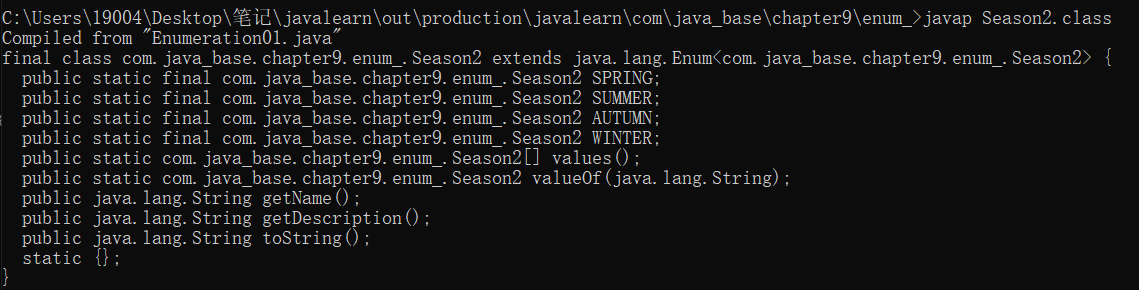 C:\Users\19004\Desktop\笔记\javalearn\out\production\javalearn\com\java_base\chapter9\enum_>javap Season2.class
Compiled from "Enumeration01.java"
final class com.java_base.chapter9.enum_.Season2 extends java.lang.Enum<com.java_base.chapter9.enum_.Season2> {
  public static final com.java_base.chapter9.enum_.Season2 SPRING;
  public static final com.java_base.chapter9.enum_.Season2 SUMMER;
  public static final com.java_base.chapter9.enum_.Season2 AUTUMN;
  public static final com.java_base.chapter9.enum_.Season2 WINTER;
  public static com.java_base.chapter9.enum_.Season2[] values();
  public static com.java_base.chapter9.enum_.Season2 valueOf(java.lang.String);
  public java.lang.String getName();
  public java.lang.String getDescription();
  public java.lang.String toString();
  static {};
}